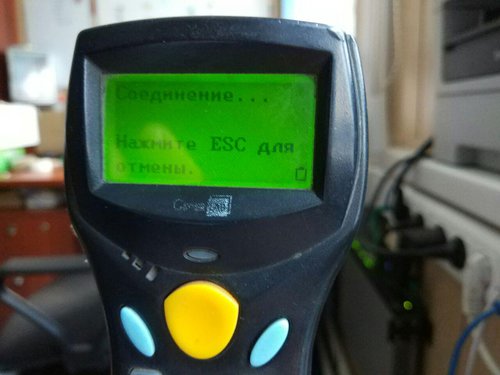 Соединение...
Нажмите ESC для
отмены.